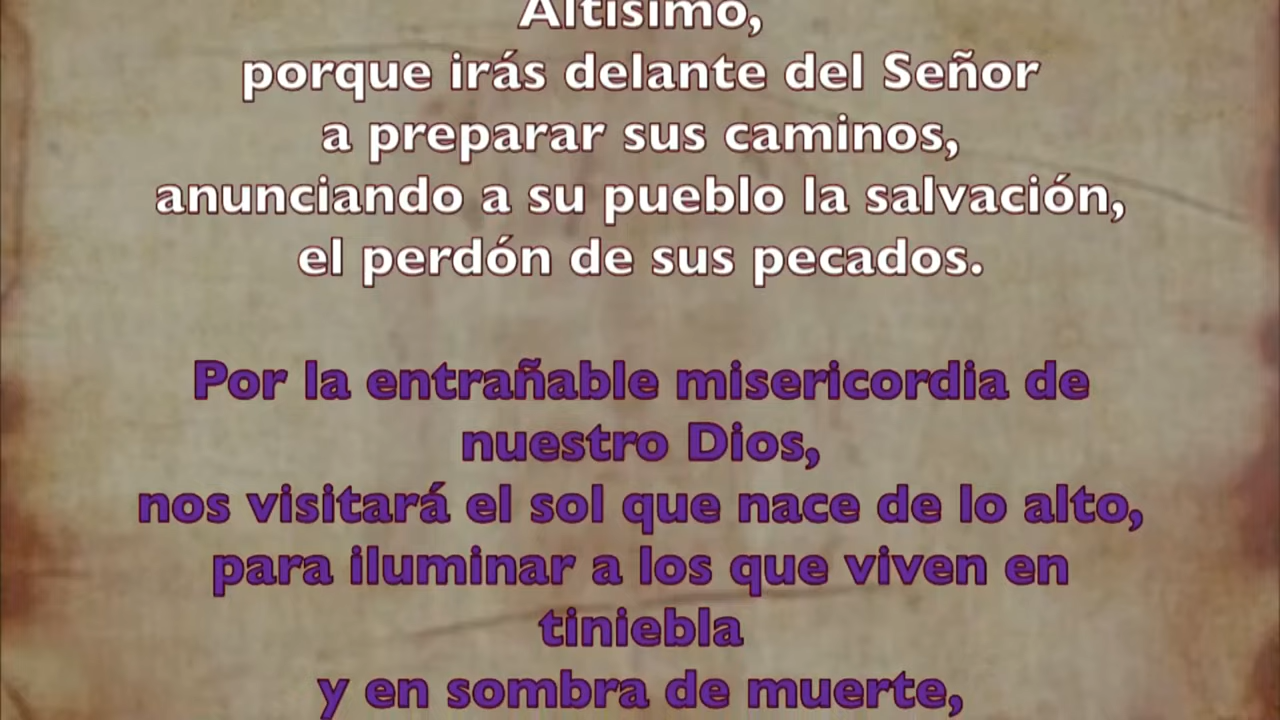 Altísimo,
porque irás delante del Señor
a preparar sus caminos,
anunciando a su pueblo la salvación,
el perdón de sus pecados.
Por la entrañable misericordia de
nuestro Dios,
nos visitará el sol que nace de lo alto,
para iluminar a los que viven en
tiniebla
y en sombra de muerte,